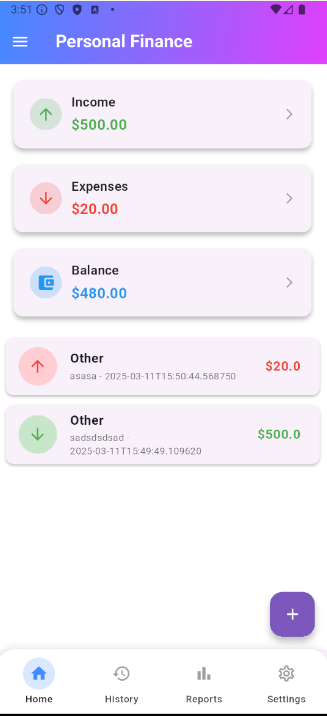 3:51
Personal Finance
Income
$500.00
Expenses
$20.00
Balance
$480.00
Other
asasa - 2025-03-11T15:50:44.568750
$20.0
Other
sadsdsdsad -
2025-03-11T15:49:49.109620
$500.0
Home
History
Reports
Settings